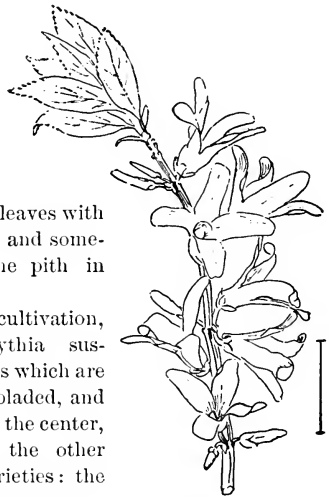 leaves with
and some-
ne pith in
cultivation,
ythia sus-
s which are
bladed, and
the center,
the other
rieties: the